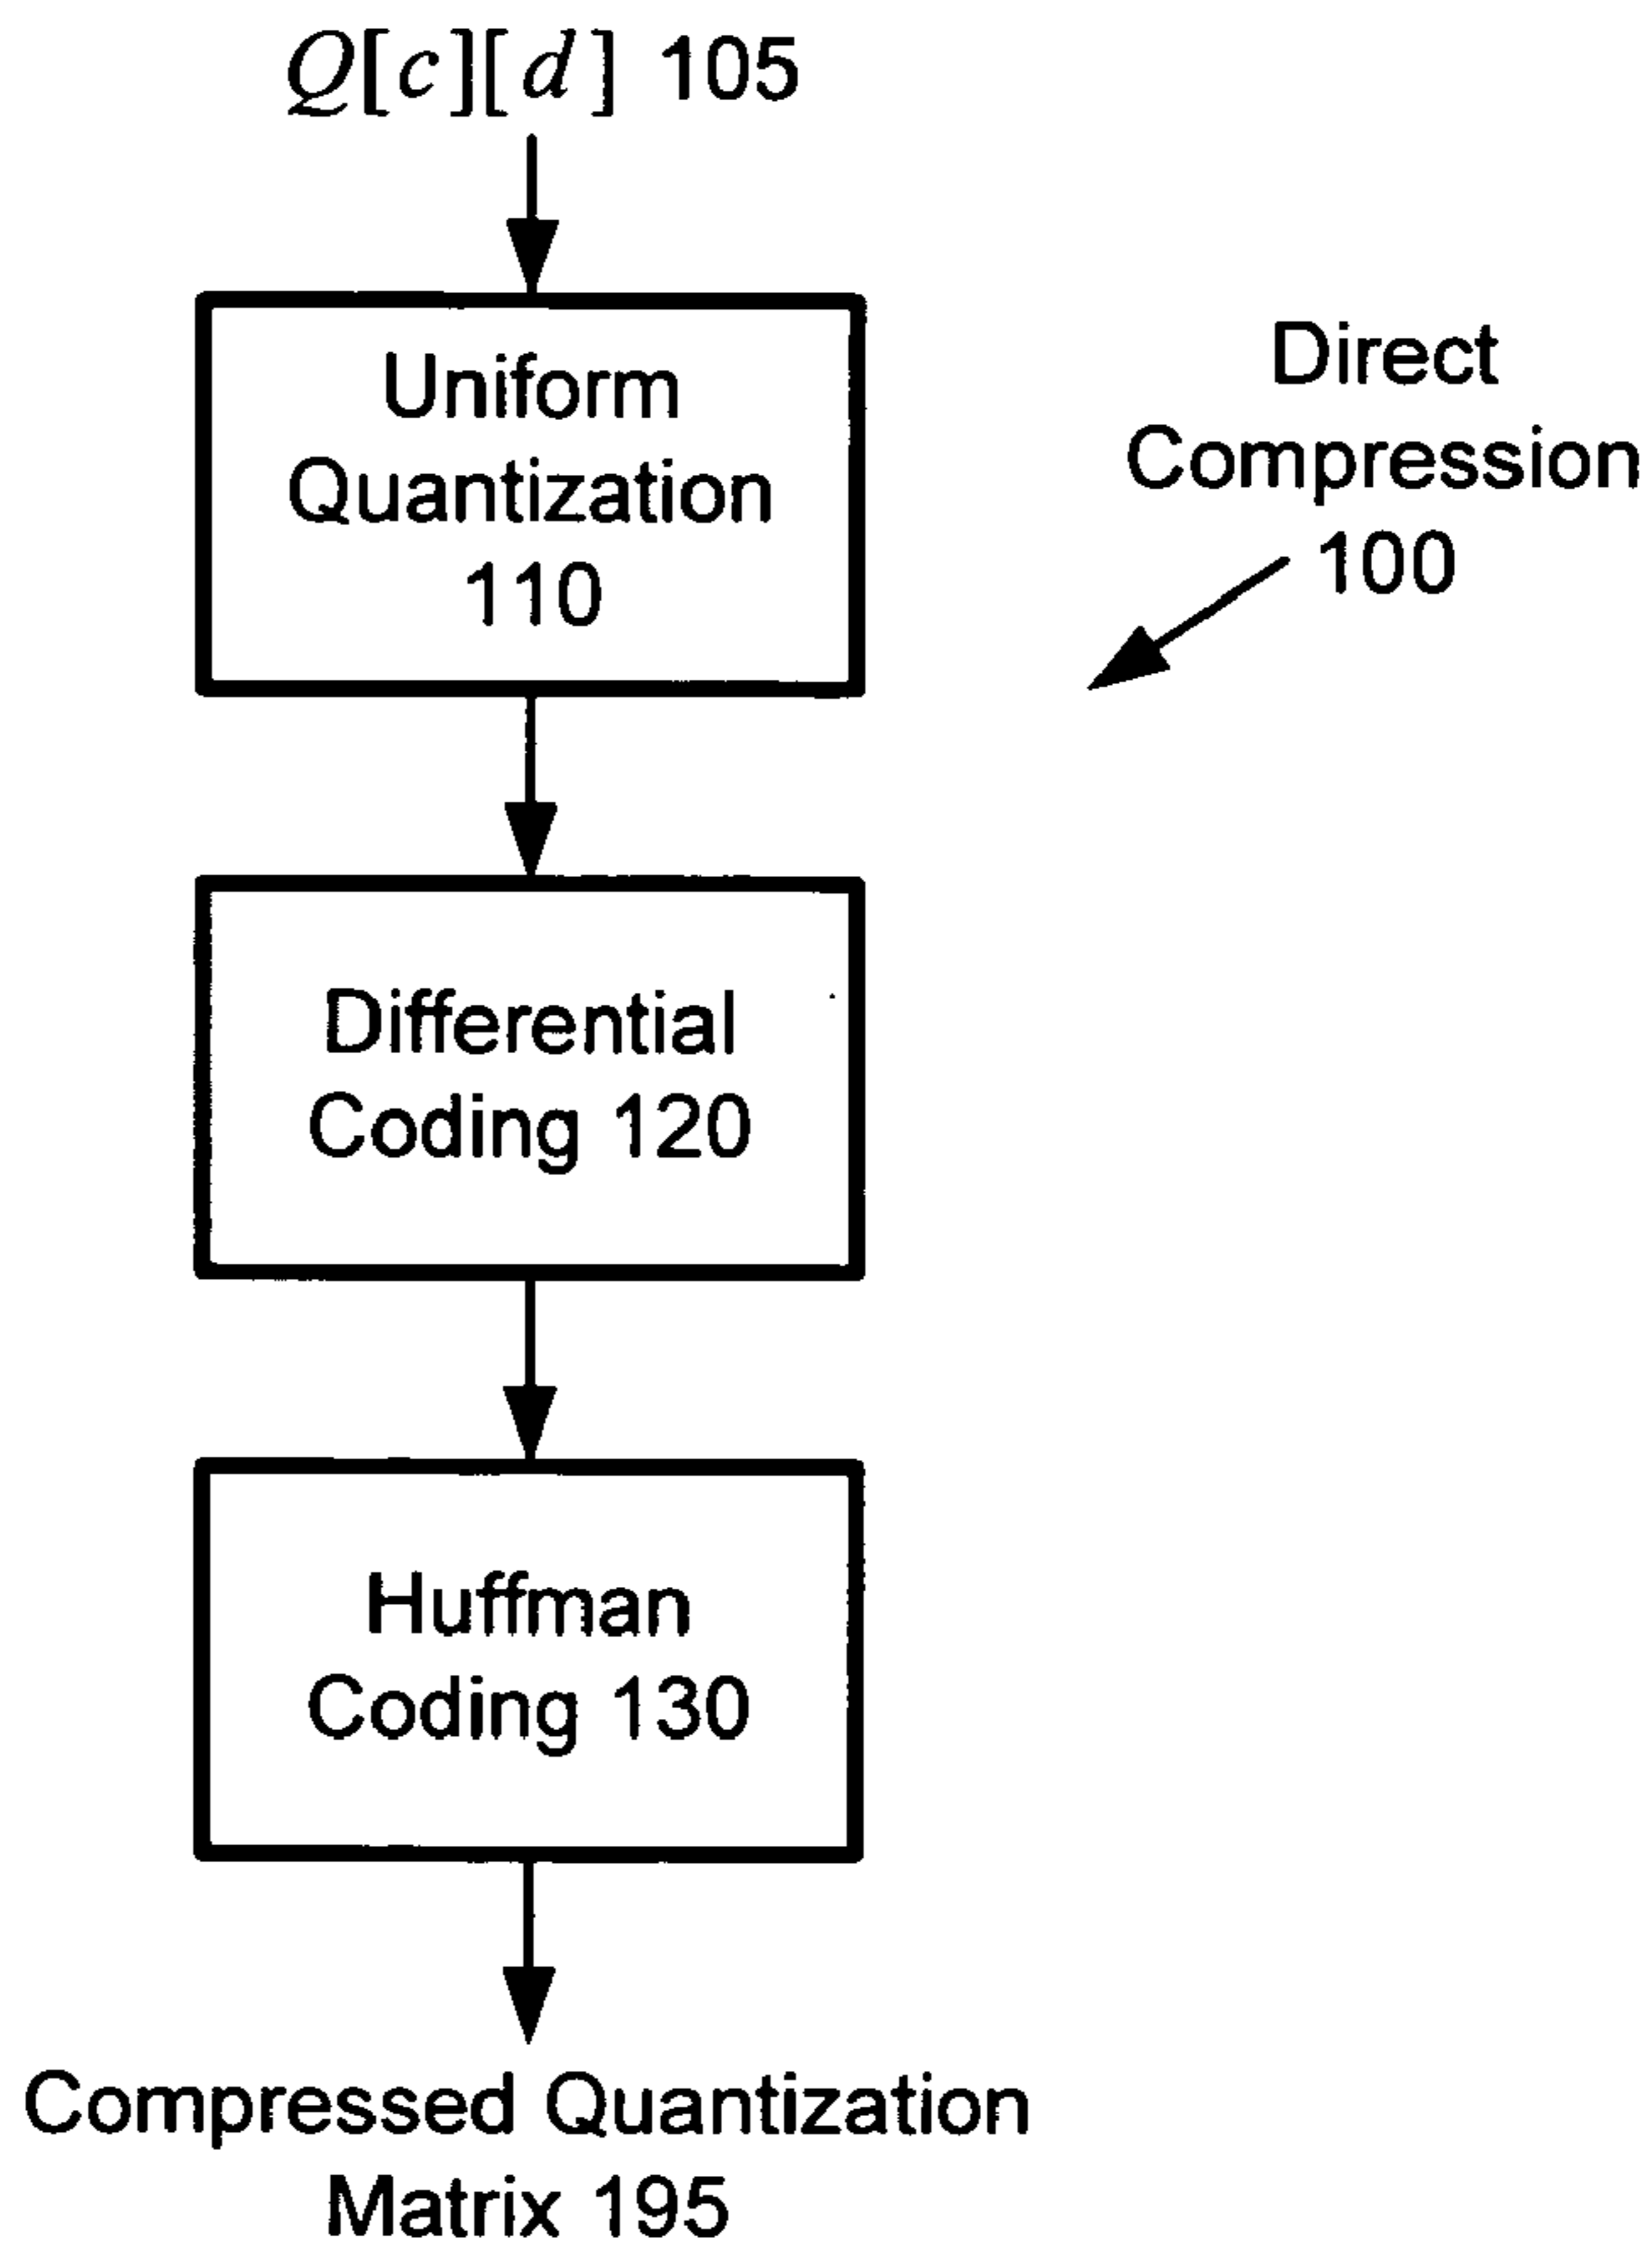 Q[c][d] 105
Uniform
Quantization
110
Direct
Compression
100
Differential
Coding 120
Huffman
Coding 130
Compressed Quantization
Matrix 195